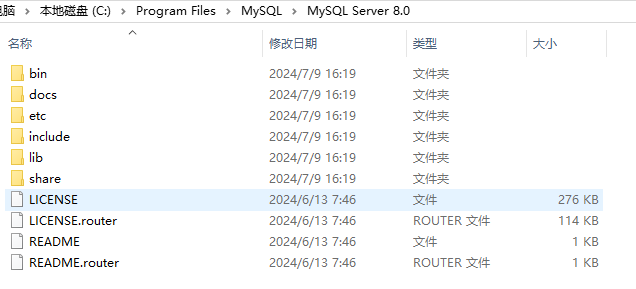 电脑 > 本地磁盘 (C:) > Program Files > MySQL > MySQL Server 8.0
名称 修改日期 类型 大小
bin 2024/7/9 16:19 文件夹
docs 2024/7/9 16:19 文件夹
etc 2024/7/9 16:19 文件夹
include 2024/7/9 16:19 文件夹
lib 2024/7/9 16:19 文件夹
share 2024/7/9 16:19 文件夹
LICENSE 2024/6/13 7:46 文件 276 KB
LICENSE.router 2024/6/13 7:46 ROUTER 文件 114 KB
README 2024/6/13 7:46 文件 1 KB
README.router 2024/6/13 7:46 ROUTER 文件 1 KB